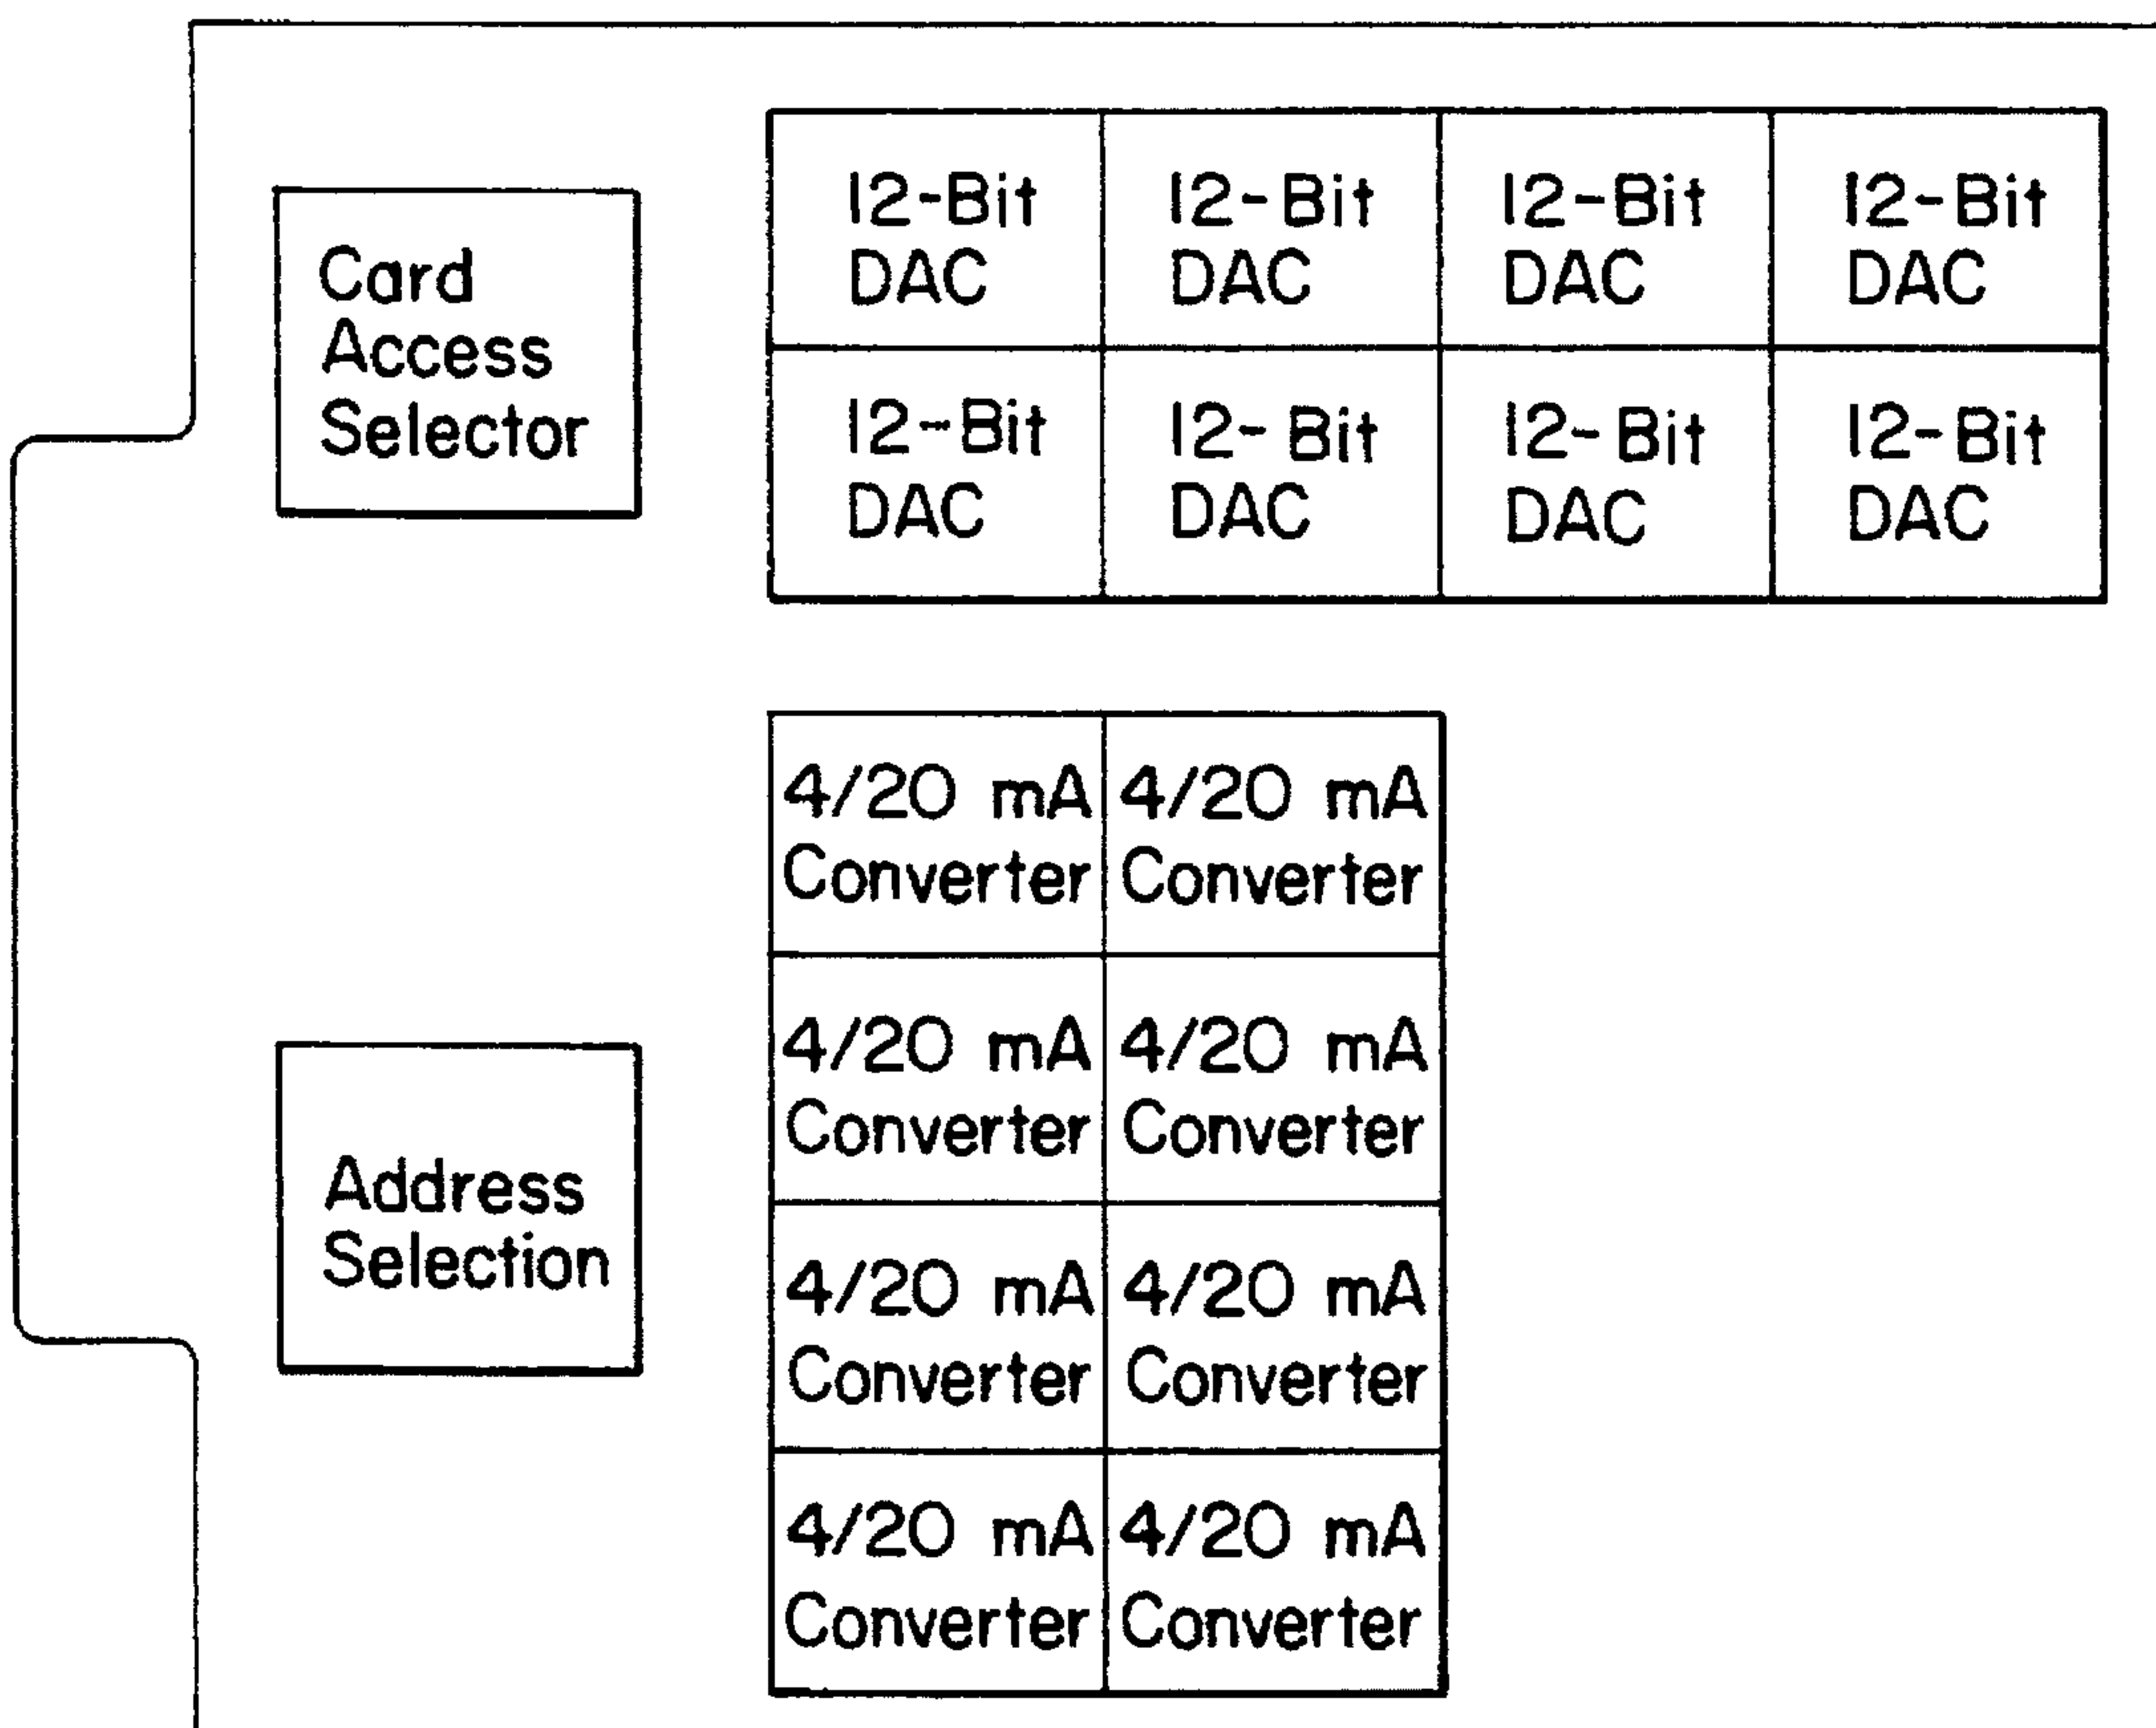 Card
Access
Selector
12-Bit
DAC
12-Bit
DAC
12-Bit
DAC
12-Bit
DAC
12-Bit
DAC
12-Bit
DAC
12-Bit
DAC
12-Bit
DAC
Address
Selection
4/20 mA
Converter
4/20 mA
Converter
4/20 mA
Converter
4/20 mA
Converter
4/20 mA
Converter
4/20 mA
Converter
4/20 mA
Converter
4/20 mA
Converter